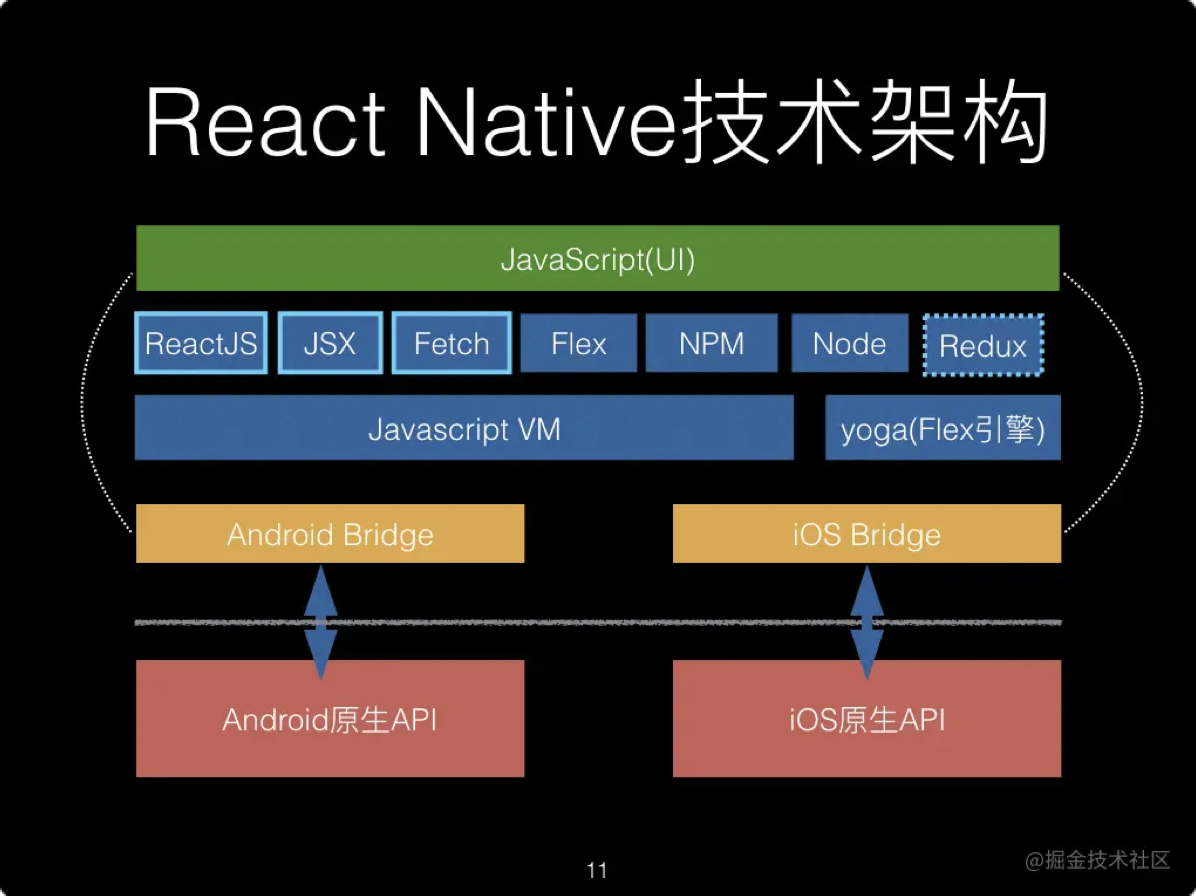 React Native技术架构
JavaScript(UI)
ReactJS
JSX
Fetch
Flex
NPM
Node
Redux
Javascript VM
yoga(Flex引擎)
Android Bridge
iOS Bridge
Android原生API
iOS原生API
11
@掘金技术社区